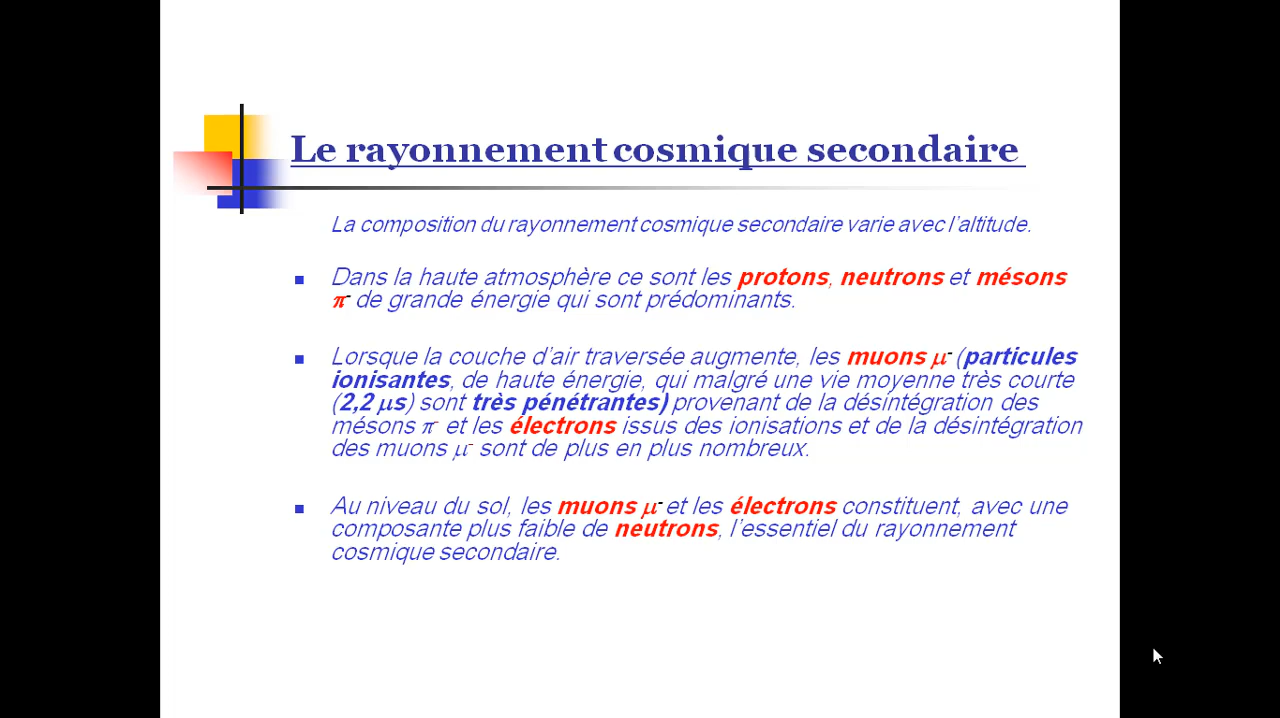 Le rayonnement cosmique secondaire
La composition du rayonnement cosmique secondaire varie avec l'altitude.
Dans la haute atmosphère ce sont les protons, neutrons et mésons
π⁻ de grande énergie qui sont prédominants.
Lorsque la couche d'air traversée augmente, les muons μ⁻ (particules
ionisantes, de haute énergie, qui malgré une vie moyenne très courte
(2,2 μs) sont très pénétrantes) provenant de la désintégration des
mésons π⁻ et les électrons issus des ionisations et de la désintégration
des muons μ⁻ sont de plus en plus nombreux.
Au niveau du sol, les muons μ⁻ et les électrons constituent, avec une
composante plus faible de neutrons, l'essentiel du rayonnement
cosmique secondaire.